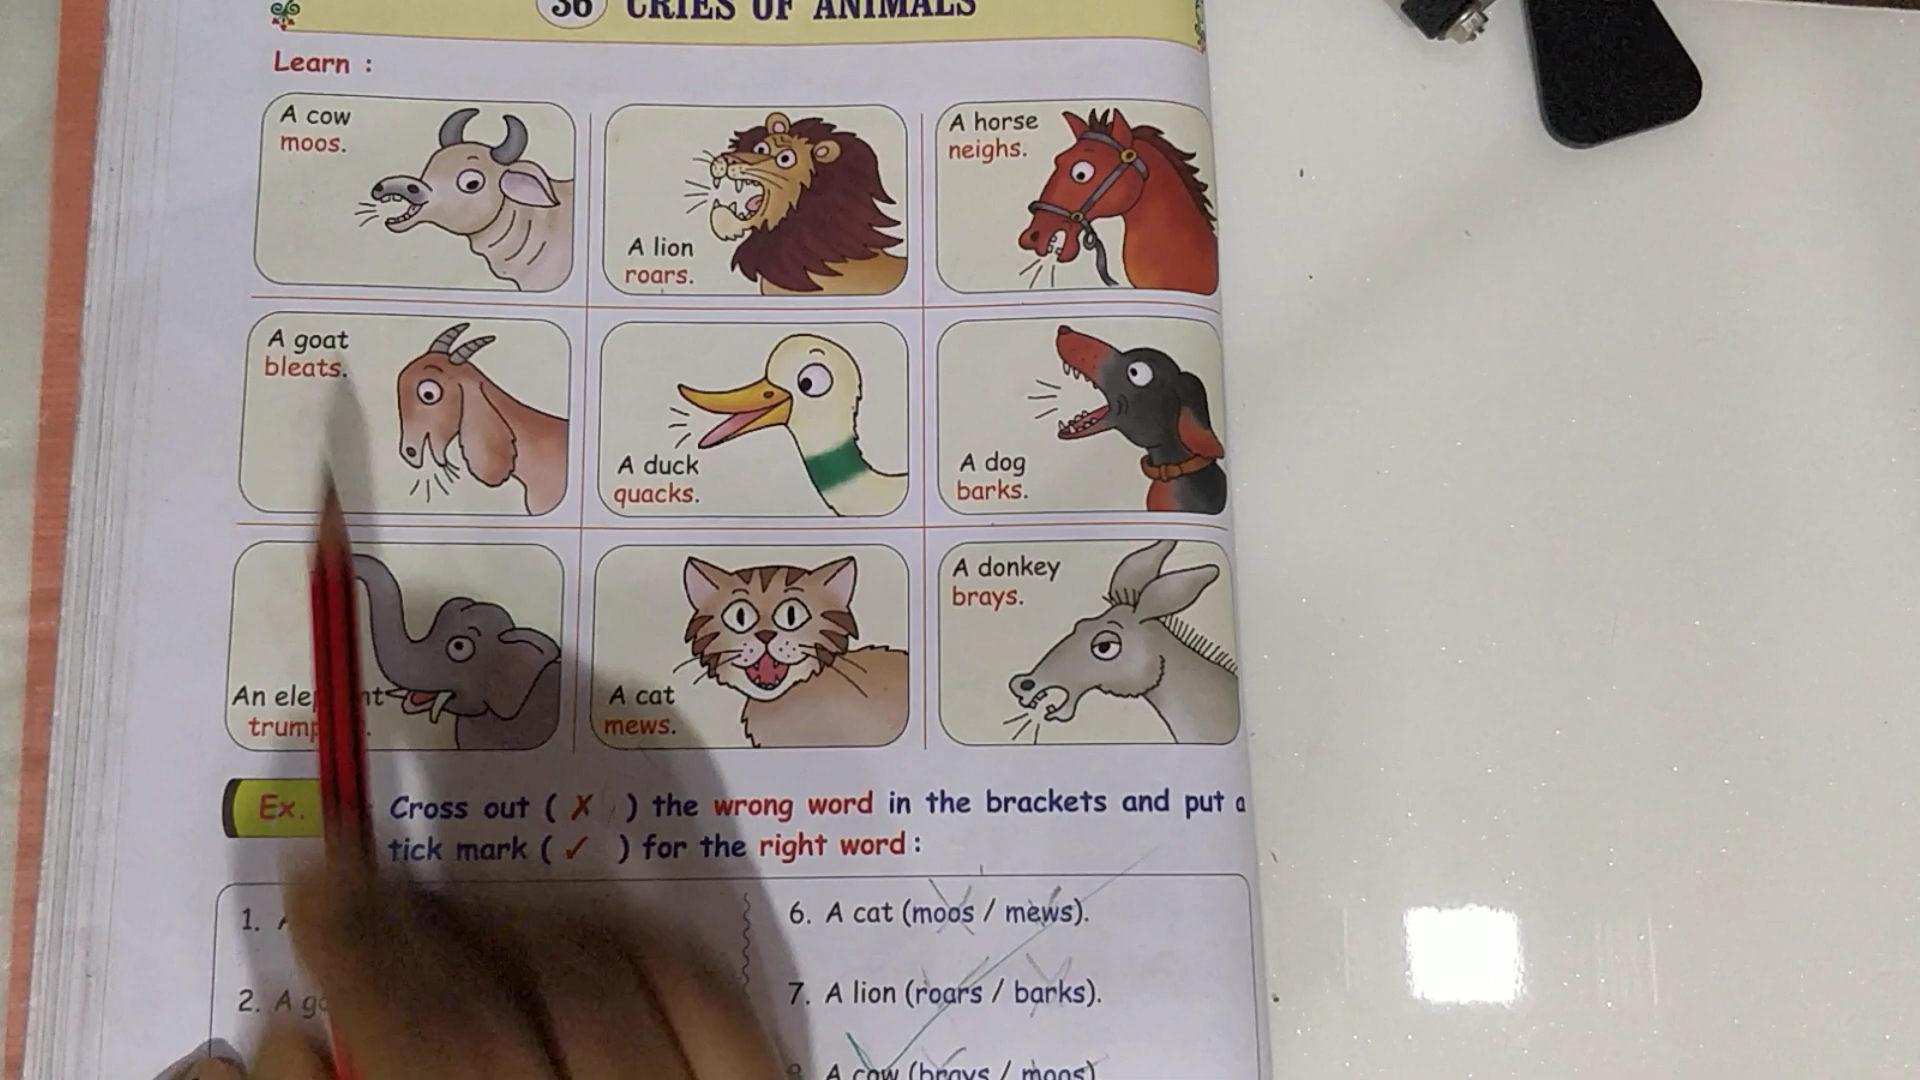 36 CRIES OF ANIMALS
Learn :
A cow
moos.
A lion
roars.
A horse
neighs.
A goat
bleats.
A duck
quacks.
A dog
barks.
An
A cat
mews.
A donkey
brays.
Ex.
Cross out ( ✗ ) the wrong word in the brackets and put a
tick mark ( ✓ ) for the right word :
1.
2. A
6. A cat (moos / mews).
7. A lion (roars / barks).
A cow (brays / moos)